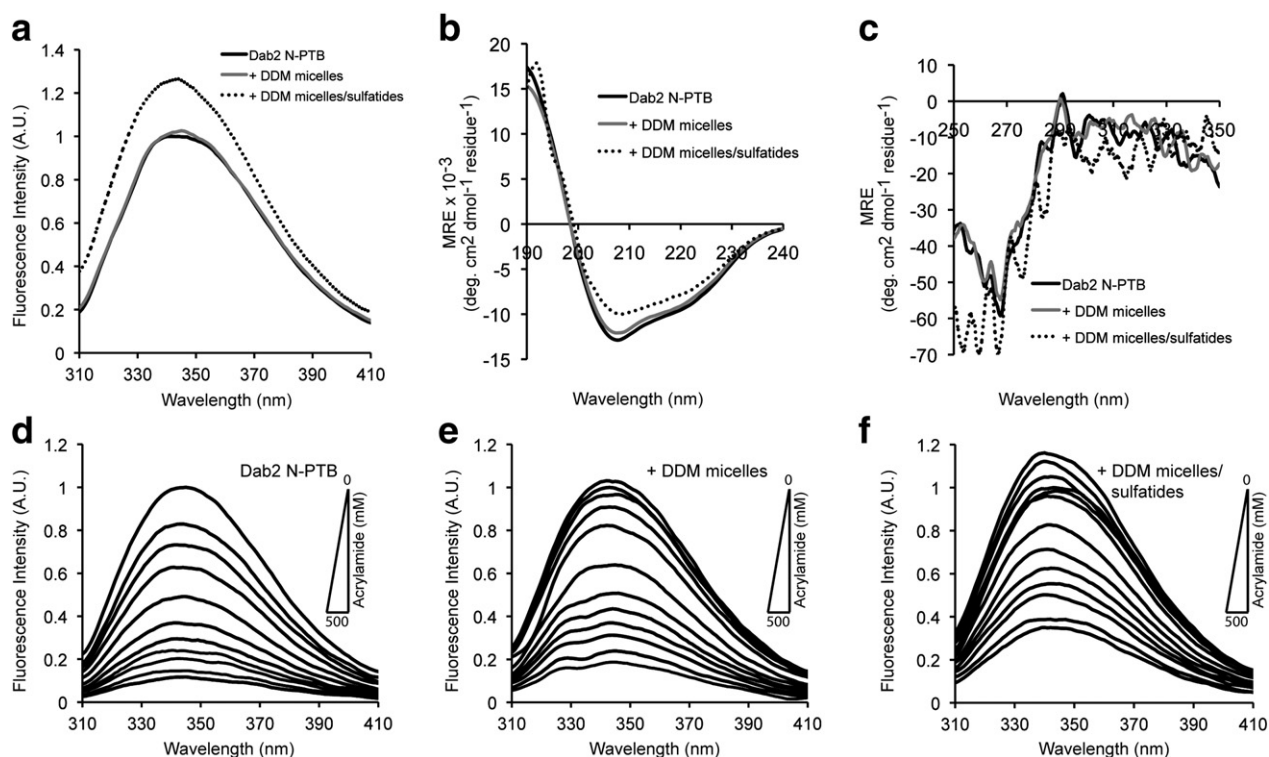 a
Fluorescence Intensity (A.U.)
1.4
1.2
1
0.8
0.6
0.4
0.2
0
310 330 350 370 390 410
Wavelength (nm)
Dab2 N-PTB
+ DDM micelles
+ DDM micelles/sulfatides
b
MRE x 10-3
(deg. cm2 dmol-1 residue-1)
20
15
10
5
0
-5
-10
-15
190 200 210 220 230 240
Wavelength (nm)
Dab2 N-PTB
+ DDM micelles
+ DDM micelles/sulfatides
c
MRE
(deg. cm2 dmol-1 residue-1)
10
0
-10
-20
-30
-40
-50
-60
-70
250 270 290 310 330 350
Wavelength (nm)
Dab2 N-PTB
+ DDM micelles
+ DDM micelles/sulfatides
d
Fluorescence Intensity (A.U.)
1.2
1
0.8
0.6
0.4
0.2
0
310 330 350 370 390 410
Wavelength (nm)
Dab2 N-PTB
0
500
Acrylamide (mM)
e
Fluorescence Intensity (A.U.)
1.2
1
0.8
0.6
0.4
0.2
0
310 330 350 370 390 410
Wavelength (nm)
+ DDM micelles
0
500
Acrylamide (mM)
f
Fluorescence Intensity (A.U.)
1.2
1
0.8
0.6
0.4
0.2
0
310 330 350 370 390 410
Wavelength (nm)
+ DDM micelles/
sulfatides
0
500
Acrylamide (mM)